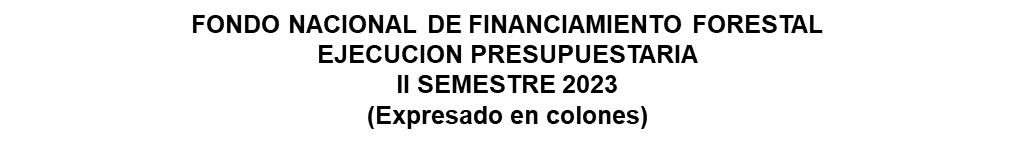 FONDO NACIONAL DE FINANCIAMIENTO FORESTAL
EJECUCION PRESUPUESTARIA
II SEMESTRE 2023
(Expresado en colones)